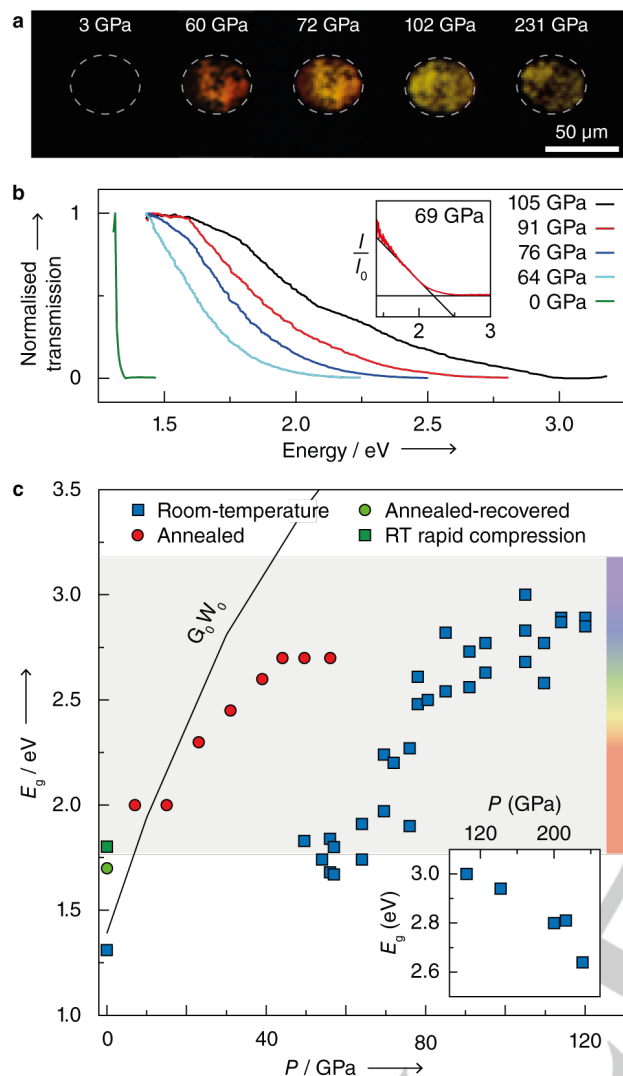 a
3 GPa 60 GPa 72 GPa 102 GPa 231 GPa
50 µm
b
Normalised
transmission
1
0
I
I0
69 GPa
1 2 3
105 GPa
91 GPa
76 GPa
64 GPa
0 GPa
1.5 2.0 2.5 3.0
Energy / eV
c
3.5
3.0
2.5
2.0
1.5
1.0
Eg / eV
Room-temperature
Annealed
Annealed-recovered
RT rapid compression
G0W0
P (GPa)
120 200
3.0
2.8
2.6
Eg (eV)
0 40 80 120
P / GPa